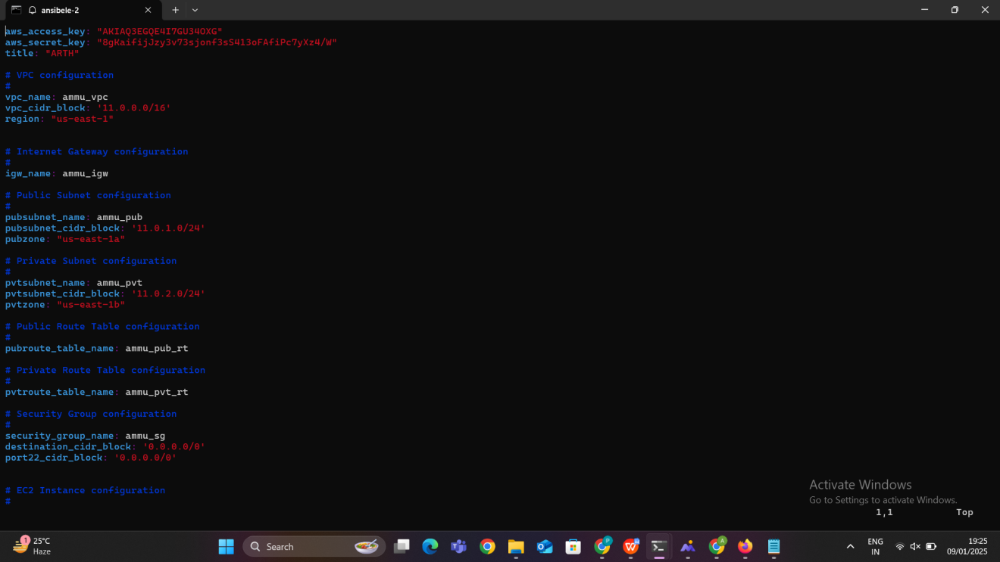 ansibele-2
aws_access_key: "AKIAQ3EGQE4I7GU34OXG"
aws_secret_key: "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"
title: "ARTH"
# VPC configuration
#
vpc_name: ammu_vpc
vpc_cidr_block: '11.0.0.0/16'
region: "us-east-1"
# Internet Gateway configuration
#
igw_name: ammu_igw
# Public Subnet configuration
#
pubsubnet_name: ammu_pub
pubsubnet_cidr_block: '11.0.1.0/24'
pubzone: "us-east-1a"
# Private Subnet configuration
#
pvtsubnet_name: ammu_pvt
pvtsubnet_cidr_block: '11.0.2.0/24'
pvtzone: "us-east-1b"
# Public Route Table configuration
#
pubroute_table_name: ammu_pub_rt
# Private Route Table configuration
#
pvtroute_table_name: ammu_pvt_rt
# Security Group configuration
#
security_group_name: ammu_sg
destination_cidr_block: '0.0.0.0/0'
port22_cidr_block: '0.0.0.0/0'
# EC2 Instance configuration
#
Activate Windows
Go to Settings to activate Windows.
1,1 Top
1
25°C
Haze
Search
ENG
IN
19:25
09/01/2025